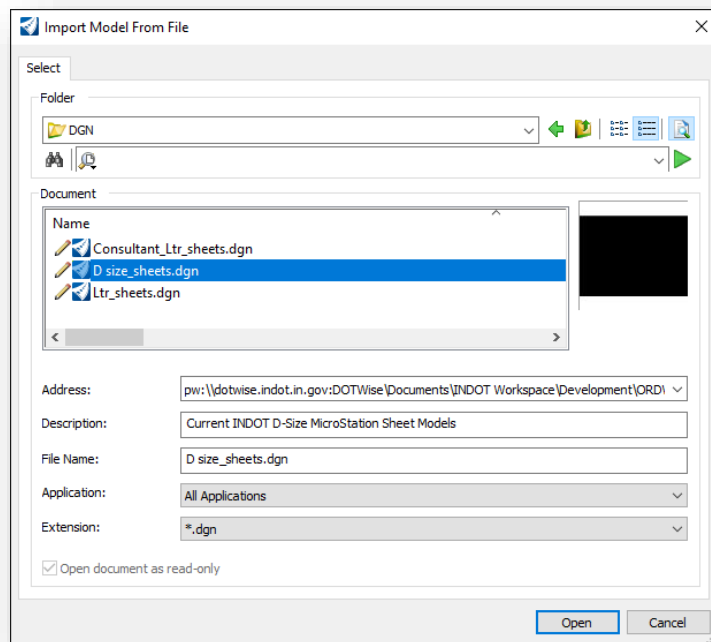 Import Model From File
Select
Folder
DGN
Document
Name
Consultant_Ltr_sheets.dgn
D size_sheets.dgn
Ltr_sheets.dgn
Address:
pw:\\dotwise.indot.in.gov:DOTWise\Documents\INDOT Workspace\Development\ORD\
Description:
Current INDOT D-Size MicroStation Sheet Models
File Name:
D size_sheets.dgn
Application:
All Applications
Extension:
*.dgn
Open document as read-only
Open Cancel